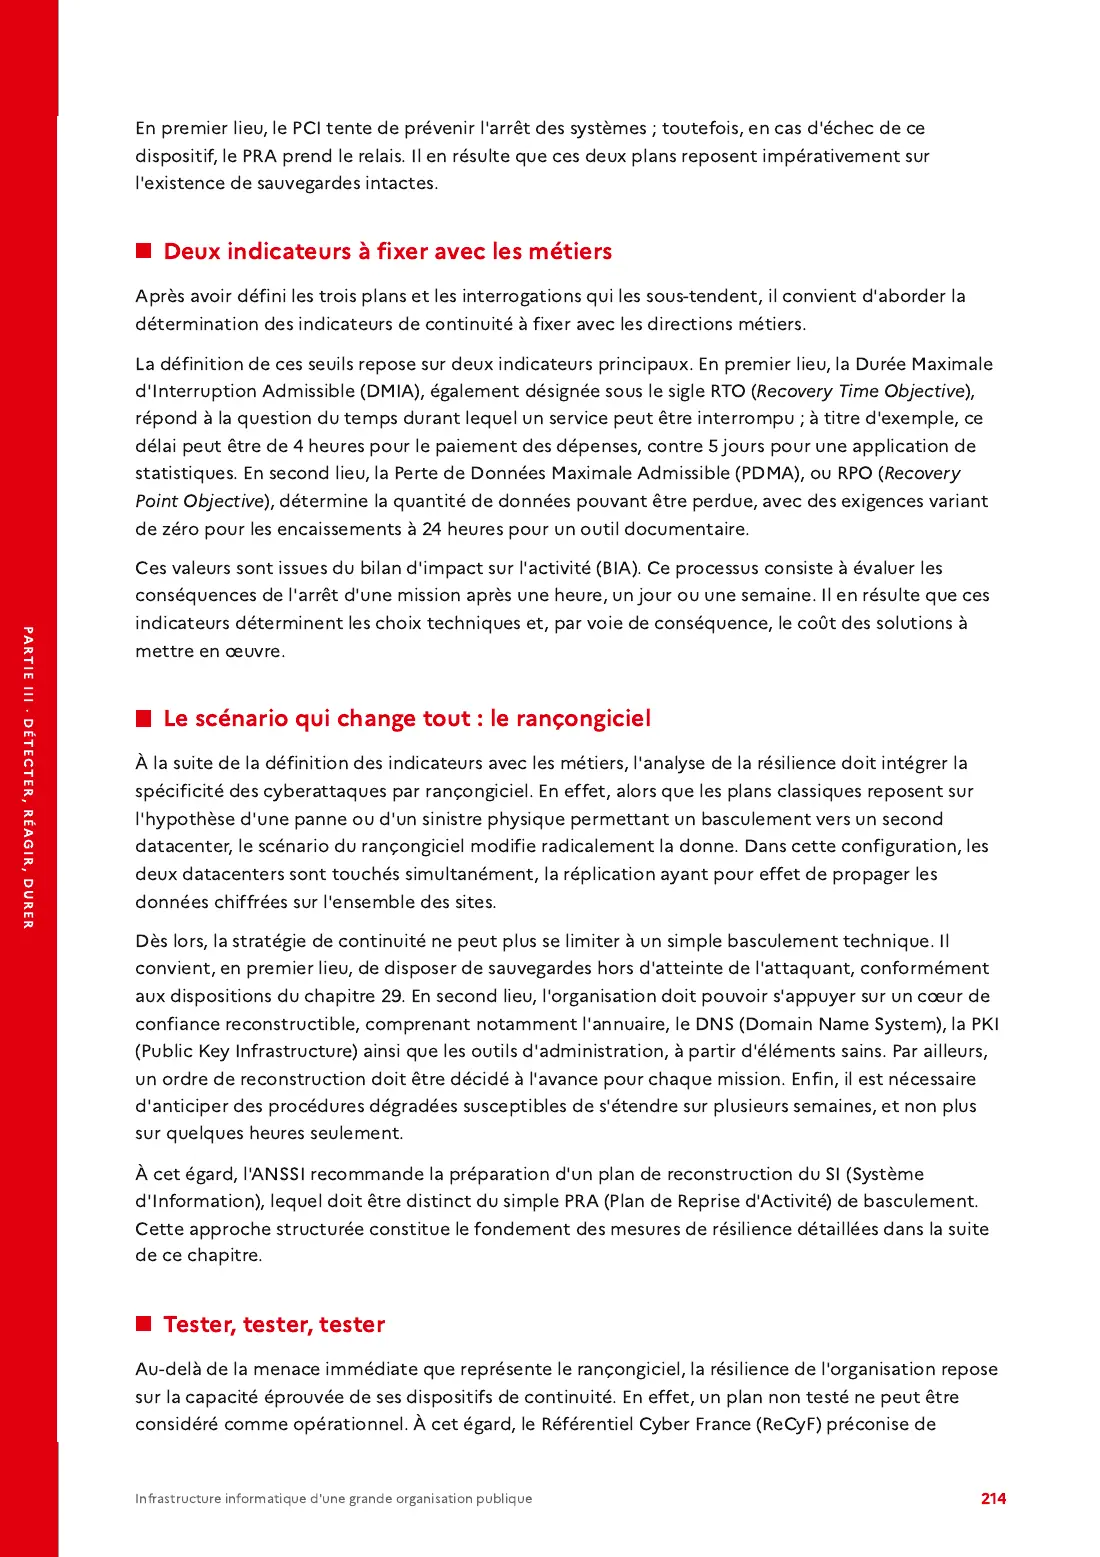 En premier lieu, le PCI tente de prévenir l'arrêt des systèmes ; toutefois, en cas d'échec de ce
dispositif, le PRA prend le relais. Il en résulte que ces deux plans reposent impérativement sur
l'existence de sauvegardes intactes.
Deux indicateurs à fixer avec les métiers
Après avoir défini les trois plans et les interrogations qui les sous-tendent, il convient d'aborder la
détermination des indicateurs de continuité à fixer avec les directions métiers.
La définition de ces seuils repose sur deux indicateurs principaux. En premier lieu, la Durée Maximale
d'Interruption Admissible (DMIA), également désignée sous le sigle RTO (Recovery Time Objective),
répond à la question du temps durant lequel un service peut être interrompu ; à titre d'exemple, ce
délai peut être de 4 heures pour le paiement des dépenses, contre 5 jours pour une application de
statistiques. En second lieu, la Perte de Données Maximale Admissible (PDMA), ou RPO (Recovery
Point Objective), détermine la quantité de données pouvant être perdue, avec des exigences variant
de zéro pour les encaissements à 24 heures pour un outil documentaire.
Ces valeurs sont issues du bilan d'impact sur l'activité (BIA). Ce processus consiste à évaluer les
conséquences de l'arrêt d'une mission après une heure, un jour ou une semaine. Il en résulte que ces
indicateurs déterminent les choix techniques et, par voie de conséquence, le coût des solutions à
mettre en œuvre.
Le scénario qui change tout : le rançongiciel
À la suite de la définition des indicateurs avec les métiers, l'analyse de la résilience doit intégrer la
spécificité des cyberattaques par rançongiciel. En effet, alors que les plans classiques reposent sur
l'hypothèse d'une panne ou d'un sinistre physique permettant un basculement vers un second
datacenter, le scénario du rançongiciel modifie radicalement la donne. Dans cette configuration, les
deux datacenters sont touchés simultanément, la réplication ayant pour effet de propager les
données chiffrées sur l'ensemble des sites.
Dès lors, la stratégie de continuité ne peut plus se limiter à un simple basculement technique. Il
convient, en premier lieu, de disposer de sauvegardes hors d'atteinte de l'attaquant, conformément
aux dispositions du chapitre 29. En second lieu, l'organisation doit pouvoir s'appuyer sur un cœur de
confiance reconstructible, comprenant notamment l'annuaire, le DNS (Domain Name System), la PKI
(Public Key Infrastructure) ainsi que les outils d'administration, à partir d'éléments sains. Par ailleurs,
un ordre de reconstruction doit être décidé à l'avance pour chaque mission. Enfin, il est nécessaire
d'anticiper des procédures dégradées susceptibles de s'étendre sur plusieurs semaines, et non plus
sur quelques heures seulement.
À cet égard, l'ANSSI recommande la préparation d'un plan de reconstruction du SI (Système
d'Information), lequel doit être distinct du simple PRA (Plan de Reprise d'Activité) de basculement.
Cette approche structurée constitue le fondement des mesures de résilience détaillées dans la suite
de ce chapitre.
Tester, tester, tester
Au-delà de la menace immédiate que représente le rançongiciel, la résilience de l'organisation repose
sur la capacité éprouvée de ses dispositifs de continuité. En effet, un plan non testé ne peut être
considéré comme opérationnel. À cet égard, le Référentiel Cyber France (ReCyF) préconise de
PARTIE III · DÉTECTER, RÉAGIR, DURER
Infrastructure informatique d'une grande organisation publique
214